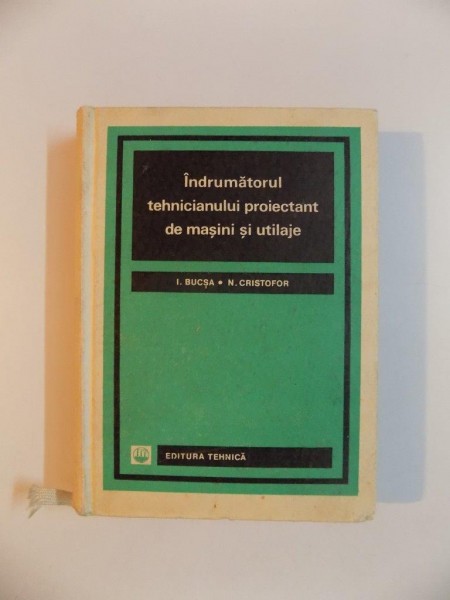 Îndrumătorul
tehnicianului proiectant
de mașini și utilaje
I. BUCȘA • N. CRISTOFOR
EDITURA TEHNICĂ